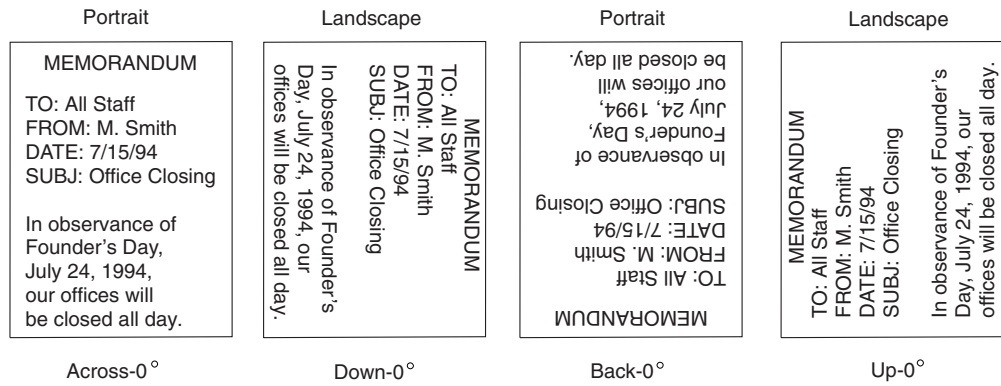 Portrait
Landscape
Portrait
Landscape
MEMORANDUM
TO: All Staff
FROM: M. Smith
DATE: 7/15/94
SUBJ: Office Closing
In observance of
Founder’s Day,
July 24, 1994,
our offices will
be closed all day.
MEMORANDUM
TO: All Staff
FROM: M. Smith
DATE: 7/15/94
SUBJ: Office Closing
In observance of Founder’s
Day, July 24, 1994, our
offices will be closed all day.
MEMORANDUM
TO: All Staff
FROM: M. Smith
DATE: 7/15/94
SUBJ: Office Closing
In observance of
Founder’s Day,
July 24, 1994,
our offices will
be closed all day.
MEMORANDUM
TO: All Staff
FROM: M. Smith
DATE: 7/15/94
SUBJ: Office Closing
In observance of Founder’s
Day, July 24, 1994, our
offices will be closed all day.
Across-0°
Down-0°
Back-0°
Up-0°